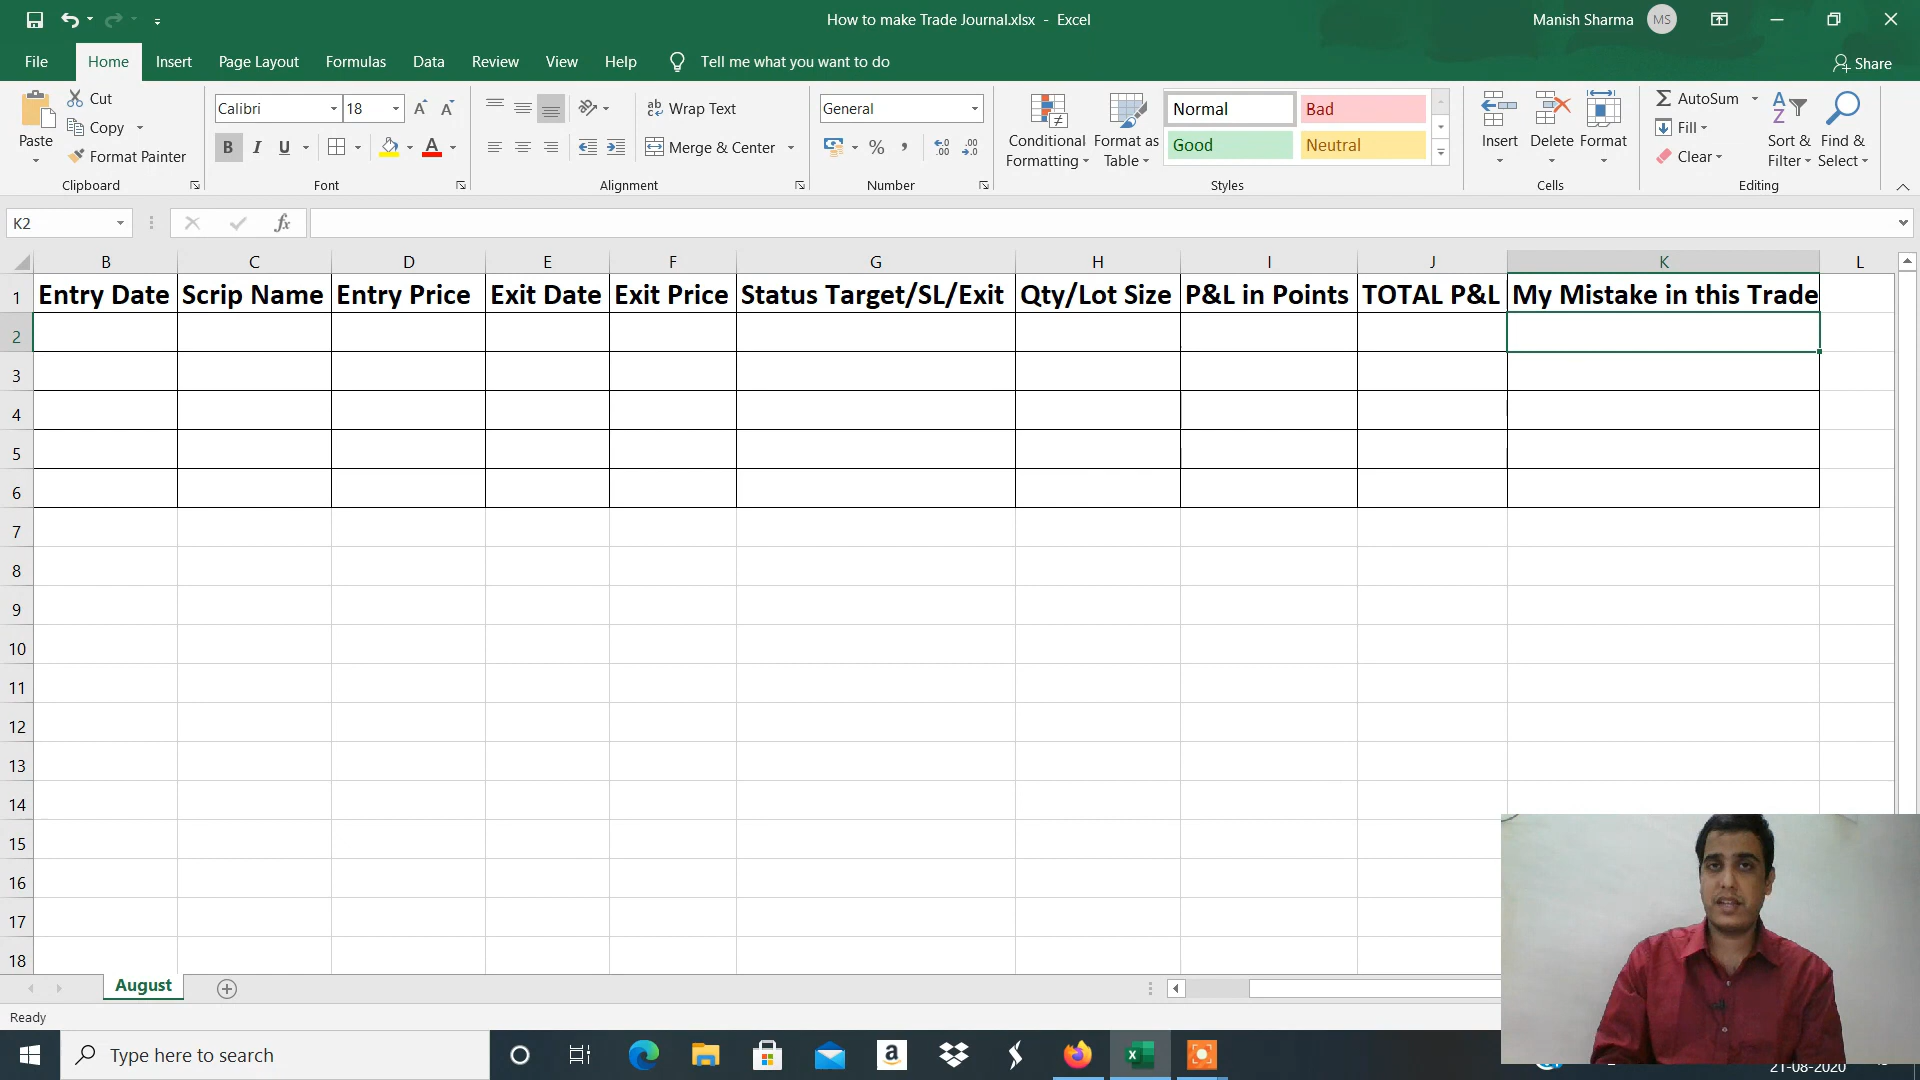 How to make Trade Journal.xlsx - Excel
Manish Sharma MS
File Home Insert Page Layout Formulas Data Review View Help Tell me what you want to do Share
Paste
Cut
Copy
Format Painter
Clipboard
Calibri 18
B I U A
Font
Wrap Text
Merge & Center
Alignment
General
% , .00
Number
Conditional Formatting
Format as Table
Normal Bad
Good Neutral
Styles
Insert Delete Format
Cells
AutoSum
Fill
Clear
Sort & Filter
Find & Select
Editing
K2 fx
B C D E F G H I J K L
1 Entry Date Scrip Name Entry Price Exit Date Exit Price Status Target/SL/Exit Qty/Lot Size P&L in Points TOTAL P&L My Mistake in this Trade
2
3
4
5
6
7
8
9
10
11
12
13
14
15
16
17
18
August
Ready
Type here to search
21-08-2020